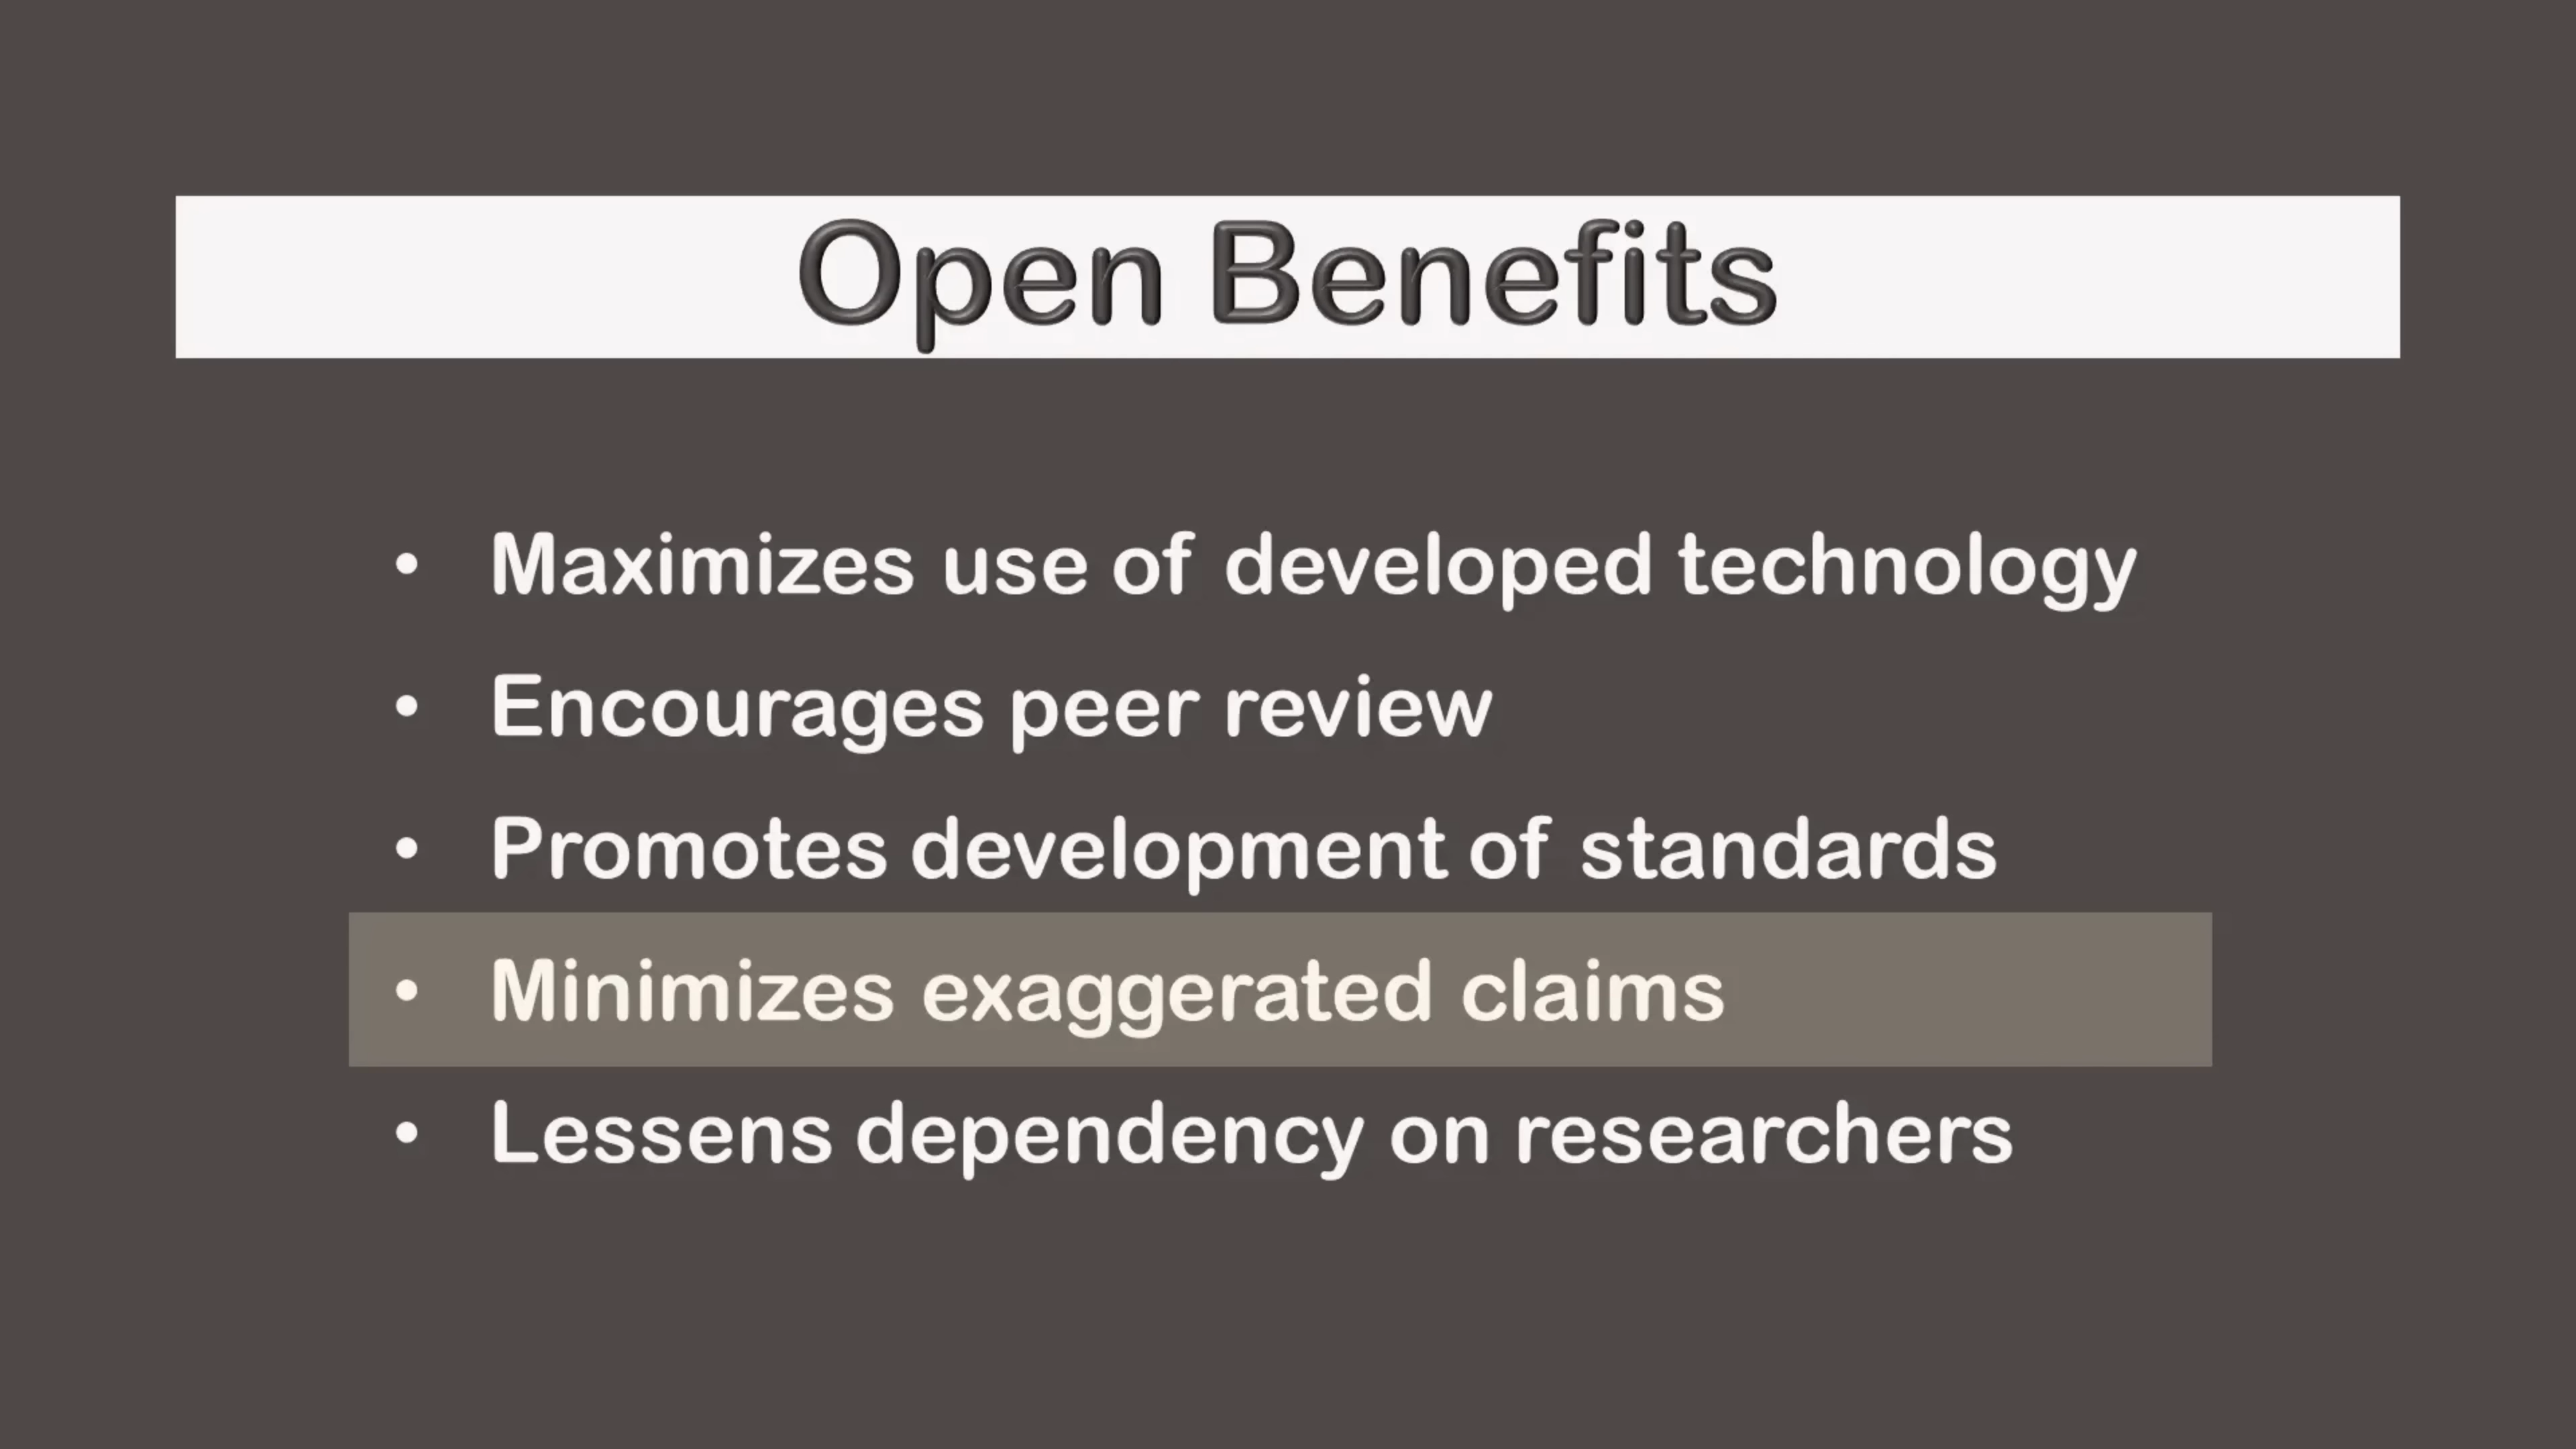 Open Benefits
• Maximizes use of developed technology
• Encourages peer review
• Promotes development of standards
• Minimizes exaggerated claims
• Lessens dependency on researchers